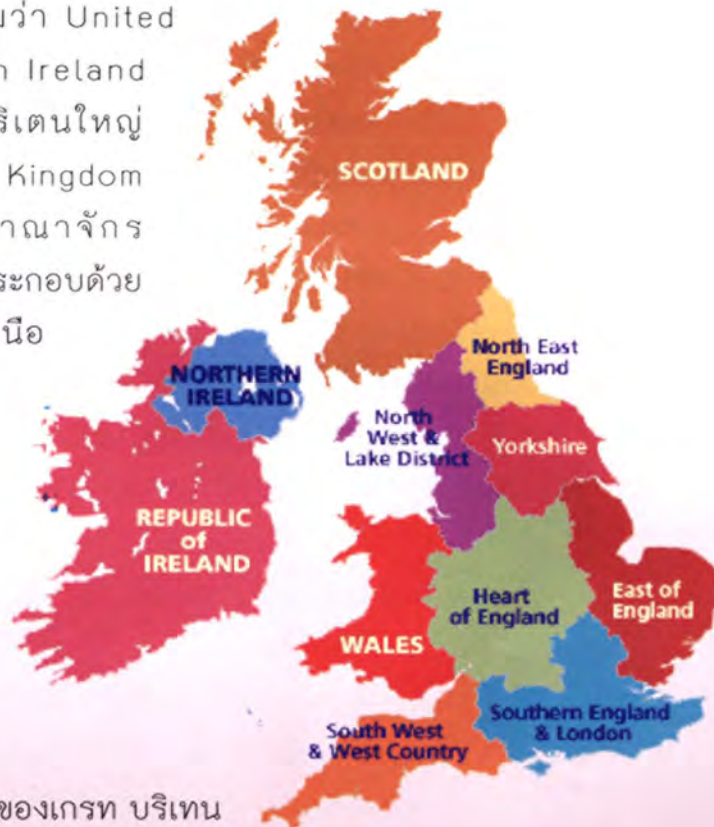 ว่า United
Ireland
ริเตนใหญ่
Kingdom
าณาจักร
ระกอบด้วย
นือ
SCOTLAND
North East
England
NORTHERN
IRELAND
North
West &
Lake District
Yorkshire
REPUBLIC
of
IRELAND
Heart
of England
East of
England
WALES
Southern England
& London
South West
& West Country
ของเกรท บริเทน